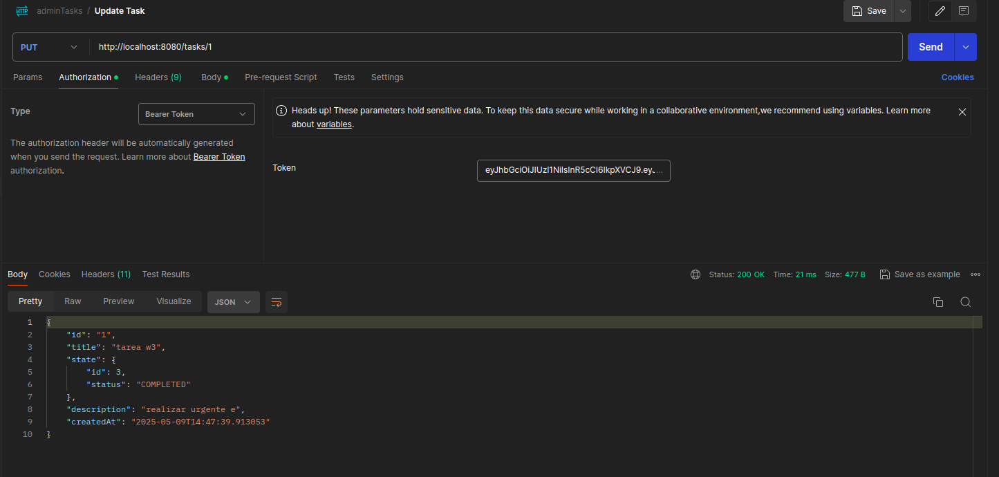 HTTP adminTasks / Update Task Save
PUT http://localhost:8080/tasks/1 Send
Params Authorization Headers (9) Body Pre-request Script Tests Settings Cookies
Type Bearer Token
The authorization header will be automatically generated
when you send the request. Learn more about Bearer Token
authorization.
Heads up! These parameters hold sensitive data. To keep this data secure while working in a collaborative environment,we recommend using variables. Learn more
about variables.
Token eyJhbGciOiJIUzI1NiIsInR5cCI6IkpXVCJ9.eyJ...
Body Cookies Headers (11) Test Results Status: 200 OK Time: 21 ms Size: 477 B Save as example
Pretty Raw Preview Visualize JSON
1 {
2 "id": "1",
3 "title": "tarea w3",
4 "state": {
5 "id": 3,
6 "status": "COMPLETED"
7 },
8 "description": "realizar urgente e",
9 "createdAt": "2025-05-09T14:47:39.913053"
10 }